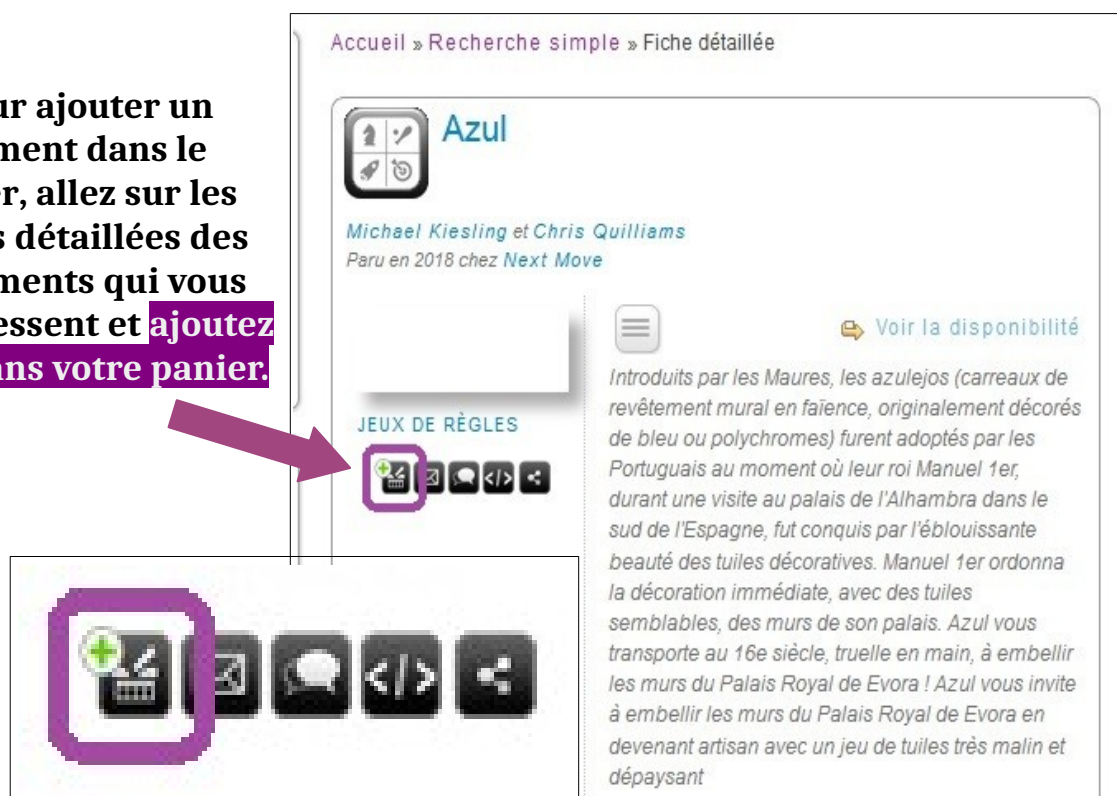 Accueil » Recherche simple » Fiche détaillée
Azul
ur ajouter un
ment dans le
er, allez sur les
s détaillées des
ments qui vous
essent et ajoutez
ans votre panier.
Michael Kiesling et Chris Quilliams
Paru en 2018 chez Next Move
Voir la disponibilité
JEUX DE RÈGLES
Introduits par les Maures, les azulejos (carreaux de
revêtement mural en faïence, originalement décorés
de bleu ou polychromes) furent adoptés par les
Portuguais au moment où leur roi Manuel 1er,
durant une visite au palais de l'Alhambra dans le
sud de l'Espagne, fut conquis par l'éblouissante
beauté des tuiles décoratives. Manuel 1er ordonna
la décoration immédiate, avec des tuiles
semblables, des murs de son palais. Azul vous
transporte au 16e siècle, truelle en main, à embellir
les murs du Palais Royal de Evora ! Azul vous invite
à embellir les murs du Palais Royal de Evora en
devenant artisan avec un jeu de tuiles très malin et
dépaysant